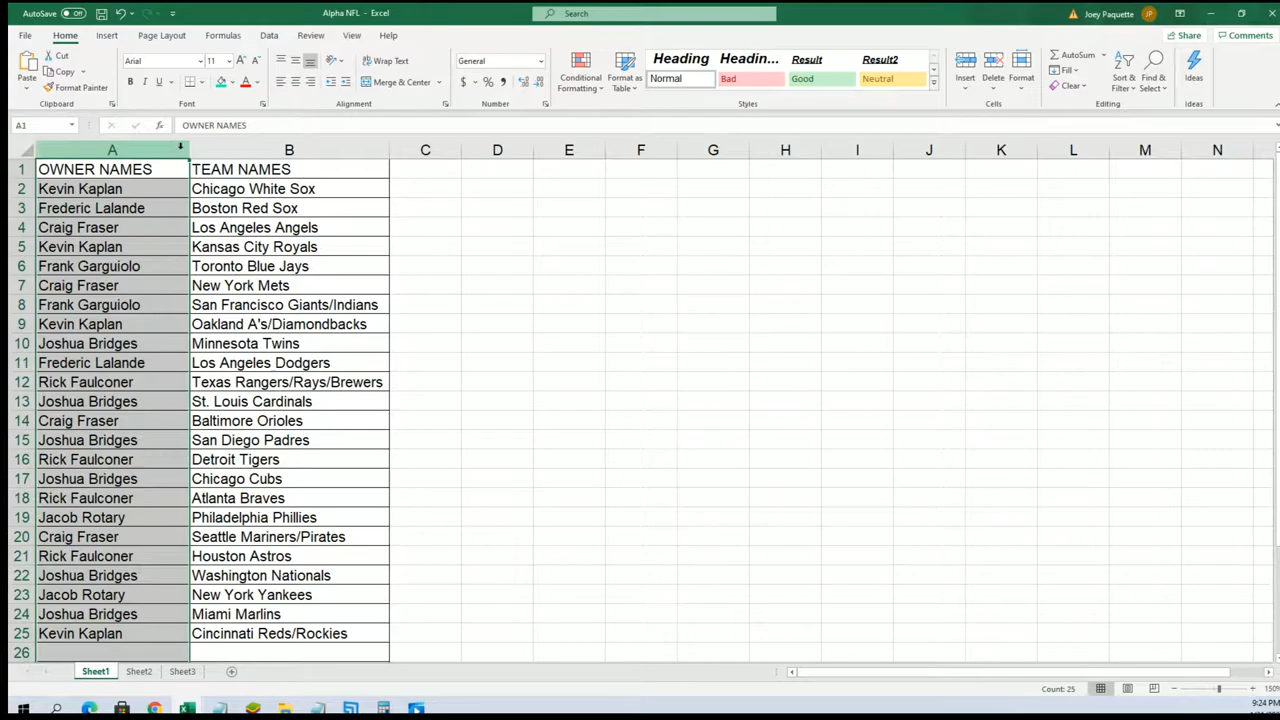 AutoSave Off Alpha NFL - Excel Search Joey Paquette JP
File Home Insert Page Layout Formulas Data Review View Help Share Comments
Paste Cut Copy Format Painter Clipboard
Arial 11 B I U Font
Wrap Text Merge & Center Alignment
General $ % Number
Conditional Formatting Format as Table Heading Headin... Result Result2 Normal Bad Good Neutral Styles
Insert Delete Format Cells
AutoSum Fill Clear Sort & Filter Find & Select Editing
Ideas Ideas
A1 fx OWNER NAMES
A B C D E F G H I J K L M N
1 OWNER NAMES TEAM NAMES
2 Kevin Kaplan Chicago White Sox
3 Frederic Lalande Boston Red Sox
4 Craig Fraser Los Angeles Angels
5 Kevin Kaplan Kansas City Royals
6 Frank Garguiolo Toronto Blue Jays
7 Craig Fraser New York Mets
8 Frank Garguiolo San Francisco Giants/Indians
9 Kevin Kaplan Oakland A's/Diamondbacks
10 Joshua Bridges Minnesota Twins
11 Frederic Lalande Los Angeles Dodgers
12 Rick Faulconer Texas Rangers/Rays/Brewers
13 Joshua Bridges St. Louis Cardinals
14 Craig Fraser Baltimore Orioles
15 Joshua Bridges San Diego Padres
16 Rick Faulconer Detroit Tigers
17 Joshua Bridges Chicago Cubs
18 Rick Faulconer Atlanta Braves
19 Jacob Rotary Philadelphia Phillies
20 Craig Fraser Seattle Mariners/Pirates
21 Rick Faulconer Houston Astros
22 Joshua Bridges Washington Nationals
23 Jacob Rotary New York Yankees
24 Joshua Bridges Miami Marlins
25 Kevin Kaplan Cincinnati Reds/Rockies
26
Sheet1 Sheet2 Sheet3
Count: 25 150%
9:24 PM